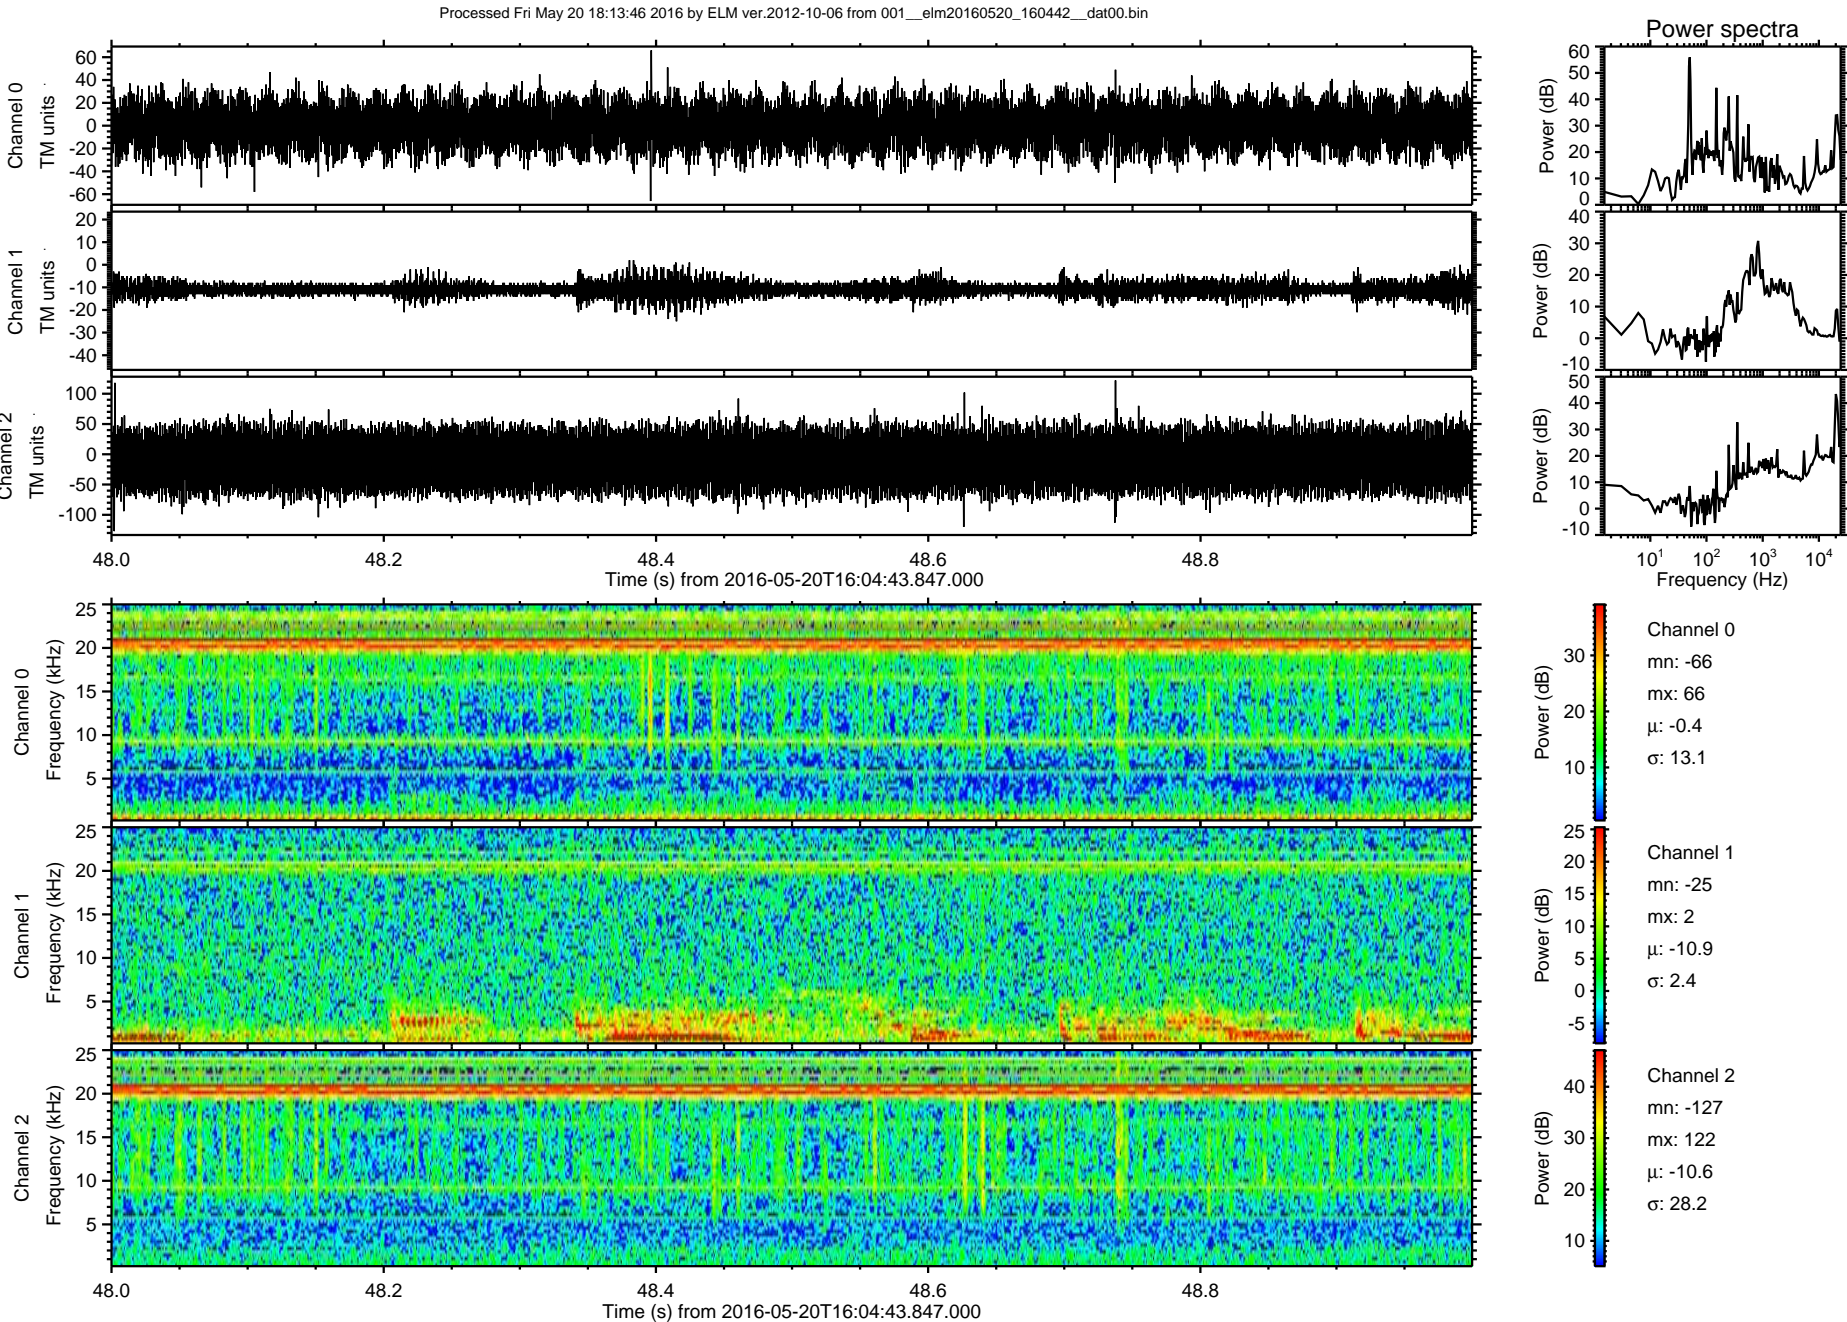 Processed Fri May 20 18:13:46 2016 by ELM ver.2012-10-06 from 001__elm20160520_160442__dat00.bin
Power spectra
Channel 0
TM units
60
40
20
0
-20
-40
-60
Power (dB)
60
50
40
30
20
10
0
Channel 1
TM units
20
10
0
-10
-20
-30
-40
Power (dB)
40
30
20
10
0
-10
Channel 2
TM units
100
50
0
-50
-100
Power (dB)
50
40
30
20
10
0
-10
48.0 48.2 48.4 48.6 48.8
Time (s) from 2016-05-20T16:04:43.847.000
10¹ 10² 10³ 10⁴
Frequency (Hz)
Channel 0
Frequency (kHz)
25
20
15
10
5
Power (dB)
30
20
10
Channel 0
mn: -66
mx: 66
μ: -0.4
σ: 13.1
Channel 1
Frequency (kHz)
25
20
15
10
5
Power (dB)
25
20
15
10
5
0
-5
Channel 1
mn: -25
mx: 2
μ: -10.9
σ: 2.4
Channel 2
Frequency (kHz)
25
20
15
10
5
Power (dB)
40
30
20
10
Channel 2
mn: -127
mx: 122
μ: -10.6
σ: 28.2
48.0 48.2 48.4 48.6 48.8
Time (s) from 2016-05-20T16:04:43.847.000